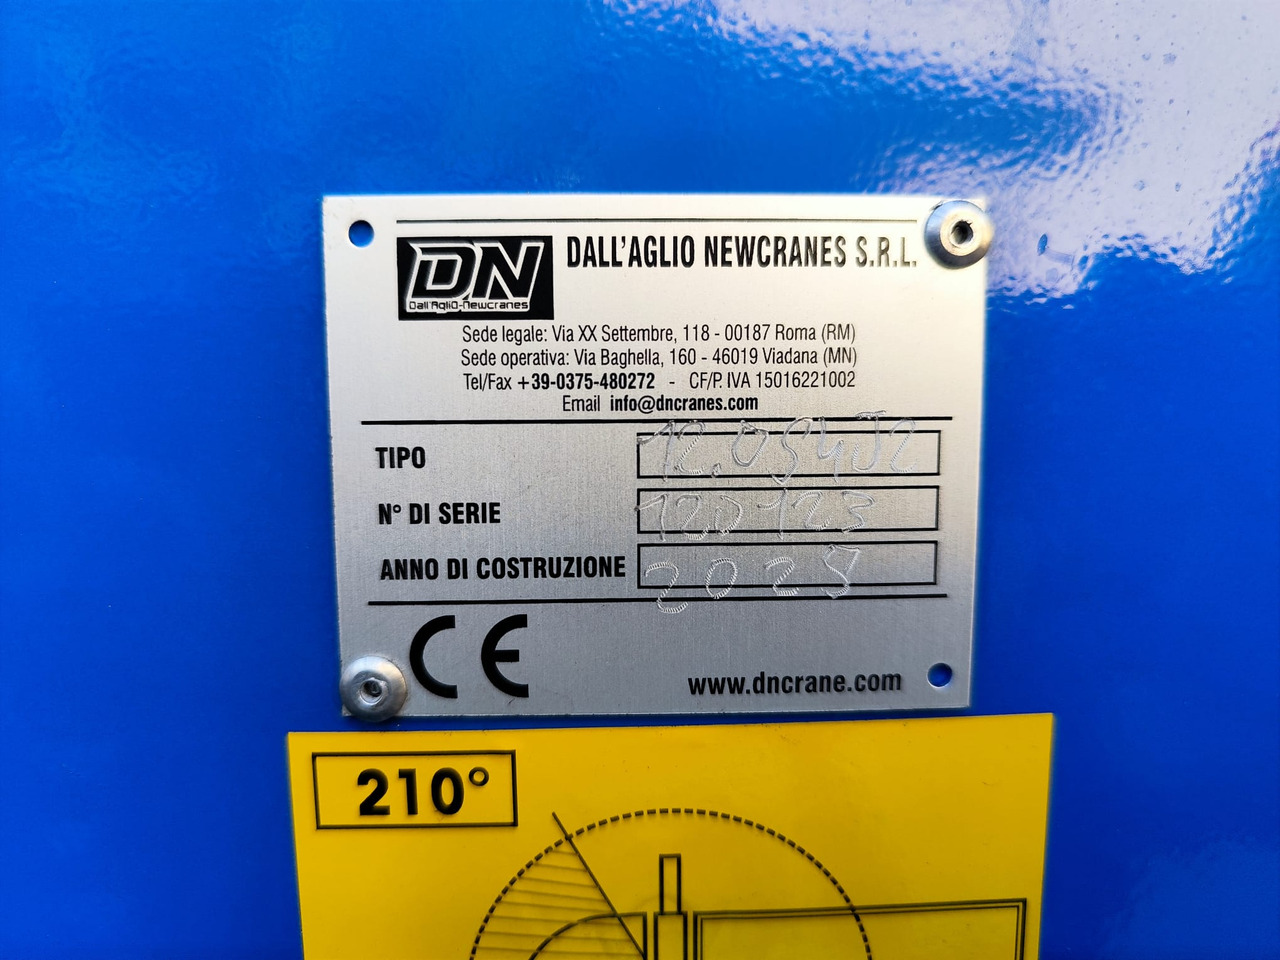 DN
Dall'Aglio-Newcranes
DALL'AGLIO NEWCRANES S.R.L.
Sede legale: Via XX Settembre, 118 - 00187 Roma (RM)
Sede operativa: Via Baghella, 160 - 46019 Viadana (MN)
Tel/Fax +39-0375-480272 - CF/P. IVA 15016221002
Email info@dncranes.com
TIPO
N° DI SERIE 120123
ANNO DI COSTRUZIONE
CE
www.dncrane.com
210°